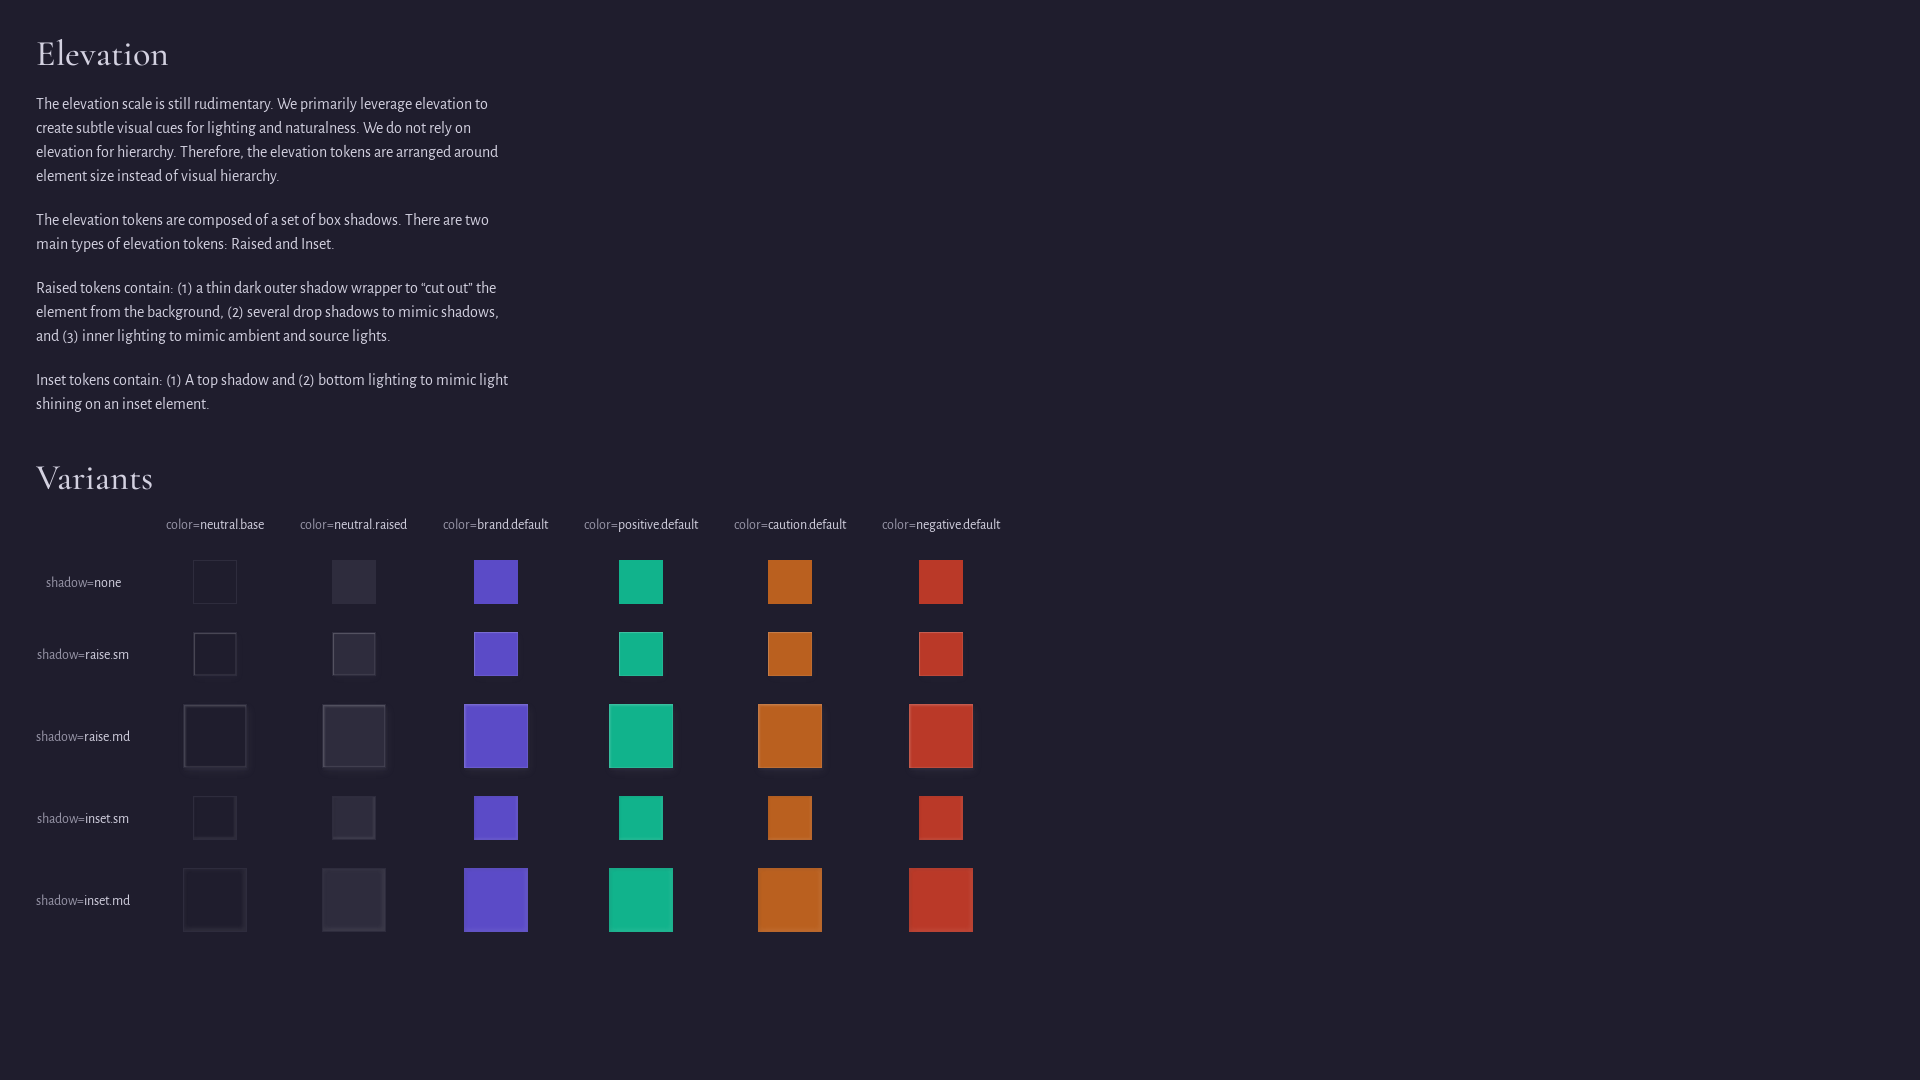 Elevation
The elevation scale is still rudimentary. We primarily leverage elevation to
create subtle visual cues for lighting and naturalness. We do not rely on
elevation for hierarchy. Therefore, the elevation tokens are arranged around
element size instead of visual hierarchy.
The elevation tokens are composed of a set of box shadows. There are two
main types of elevation tokens: Raised and Inset.
Raised tokens contain: (1) a thin dark outer shadow wrapper to “cut out” the
element from the background, (2) several drop shadows to mimic shadows,
and (3) inner lighting to mimic ambient and source lights.
Inset tokens contain: (1) A top shadow and (2) bottom lighting to mimic light
shining on an inset element.
Variants
color=neutral.base color=neutral.raised color=brand.default color=positive.default color=caution.default color=negative.default
shadow=none
shadow=raise.sm
shadow=raise.md
shadow=inset.sm
shadow=inset.md